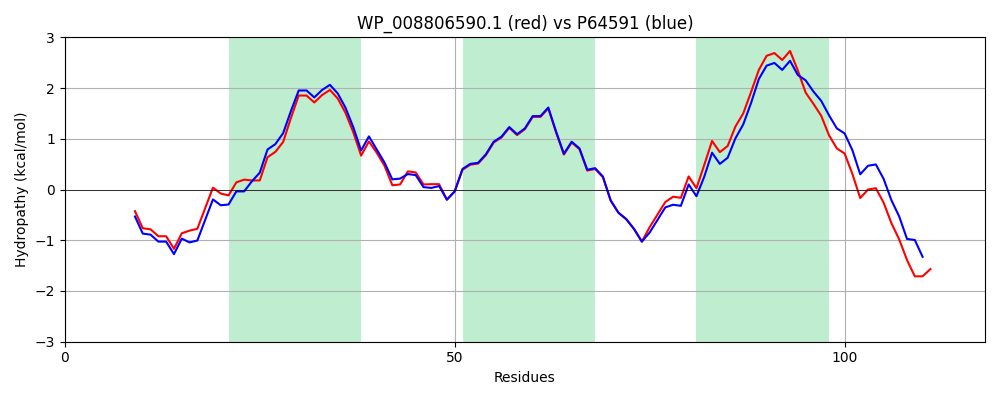 WP_008806590.1 (red) vs P64591 (blue)
3
2
1
0
−1
−2
−3
Hydropathy (kcal/mol)
0 50 100
Residues